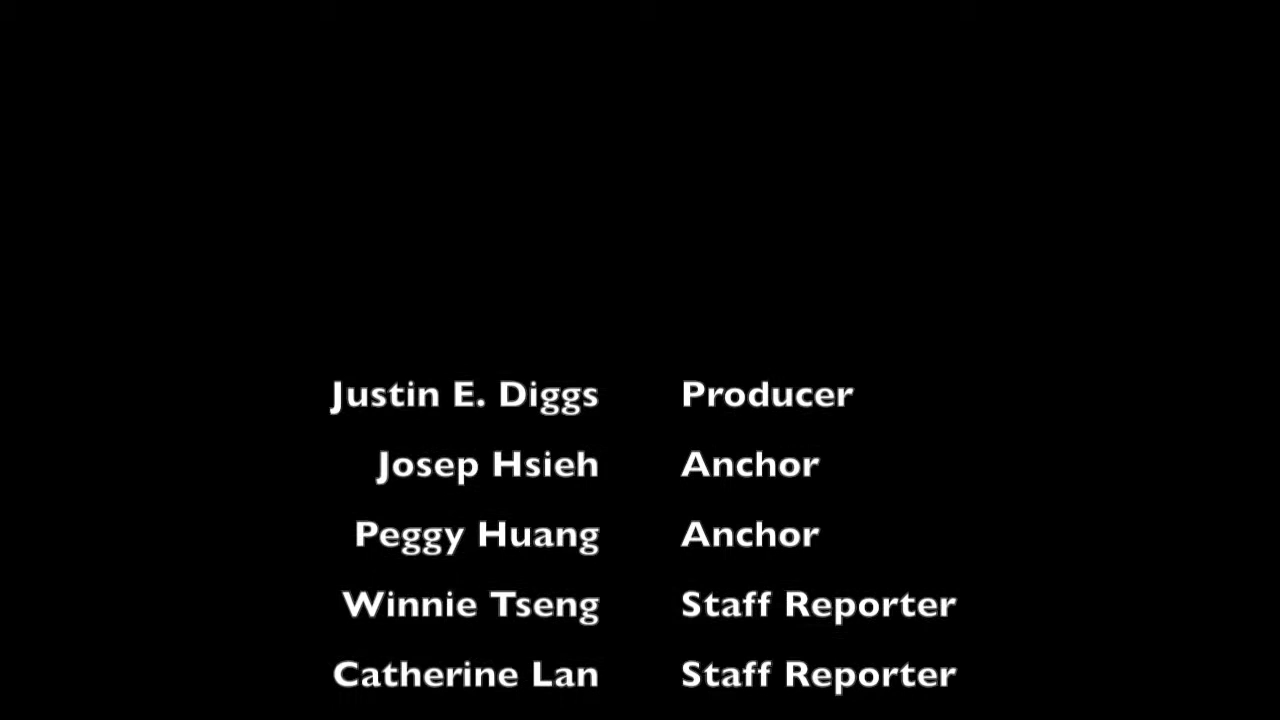 Justin E. Diggs Producer
Josep Hsieh Anchor
Peggy Huang Anchor
Winnie Tseng Staff Reporter
Catherine Lan Staff Reporter